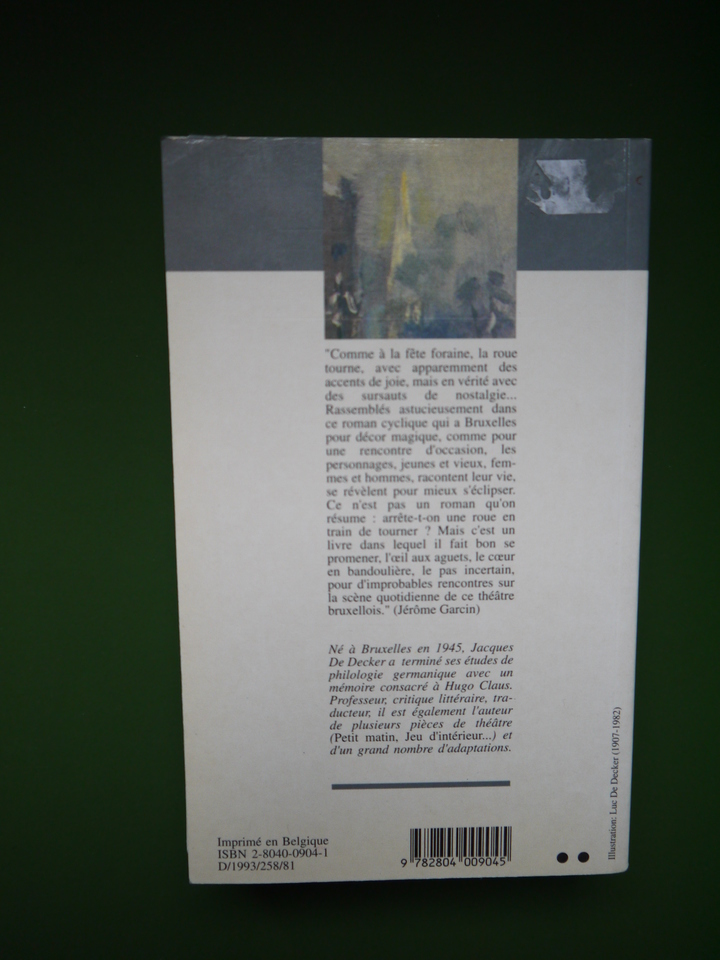 "Comme à la fête foraine, la roue
tourne, avec apparemment des
accents de joie, mais en vérité avec
des sursauts de nostalgie...
Rassemblés astucieusement dans
ce roman cyclique qui a Bruxelles
pour décor magique, comme pour
une rencontre d'occasion, les
personnages, jeunes et vieux, fem-
mes et hommes, racontent leur vie,
se révèlent pour mieux s'éclipser.
Ce n'est pas un roman qu'on
résume : arrête-t-on une roue en
train de tourner ? Mais c'est un
livre dans lequel il fait bon se
promener, l'œil aux aguets, le cœur
en bandoulière, le pas incertain,
pour d'improbables rencontres sur
la scène quotidienne de ce théâtre
bruxellois." (Jérôme Garcin)
Né à Bruxelles en 1945, Jacques
De Decker a terminé ses études de
philologie germanique avec un
mémoire consacré à Hugo Claus.
Professeur, critique littéraire, tra-
ducteur, il est également l'auteur
de plusieurs pièces de théâtre
(Petit matin, Jeu d'intérieur...) et
d'un grand nombre d'adaptations.
Imprimé en Belgique
ISBN 2-8040-0904-1
D/1993/258/81
9 782804 009045
Illustration: Luc De Decker (1907-1982)